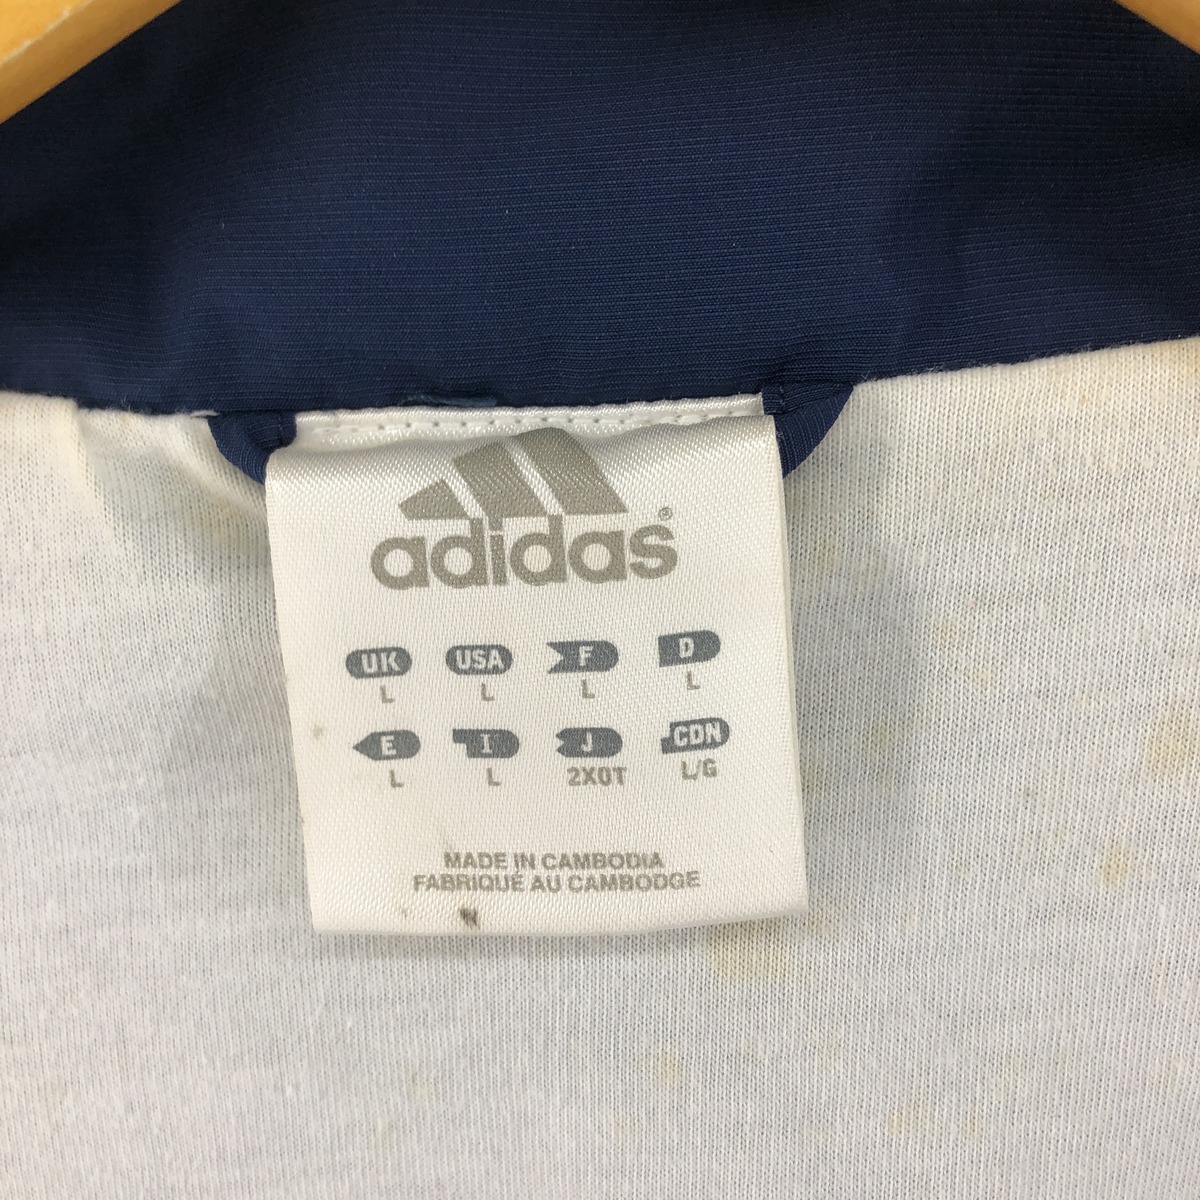 adidas®
UK USA F D
L L L L
E I J CDN
L L 2XOT L/G
MADE IN CAMBODIA
FABRIQUÉ AU CAMBODGE